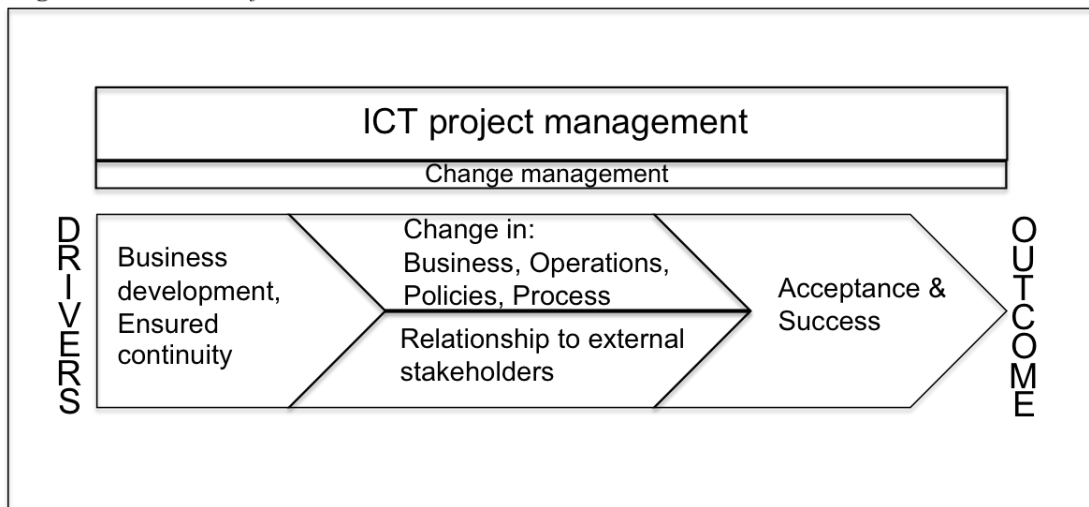 ICT project management
Change management
DRIVERS
Business
development,
Ensured
continuity
Change in:
Business, Operations,
Policies, Process
Relationship to external
stakeholders
Acceptance &
Success
OUTCOME